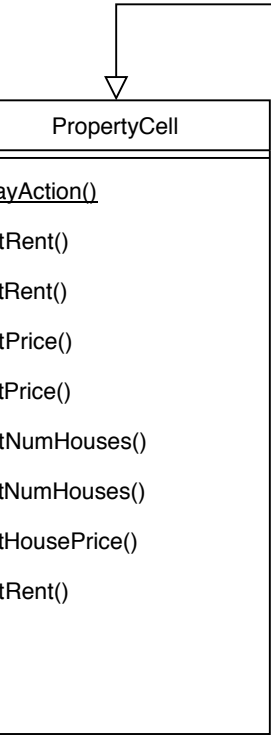 PropertyCell
ayAction()
tRent()
tRent()
tPrice()
tPrice()
tNumHouses()
tNumHouses()
tHousePrice()
tRent()